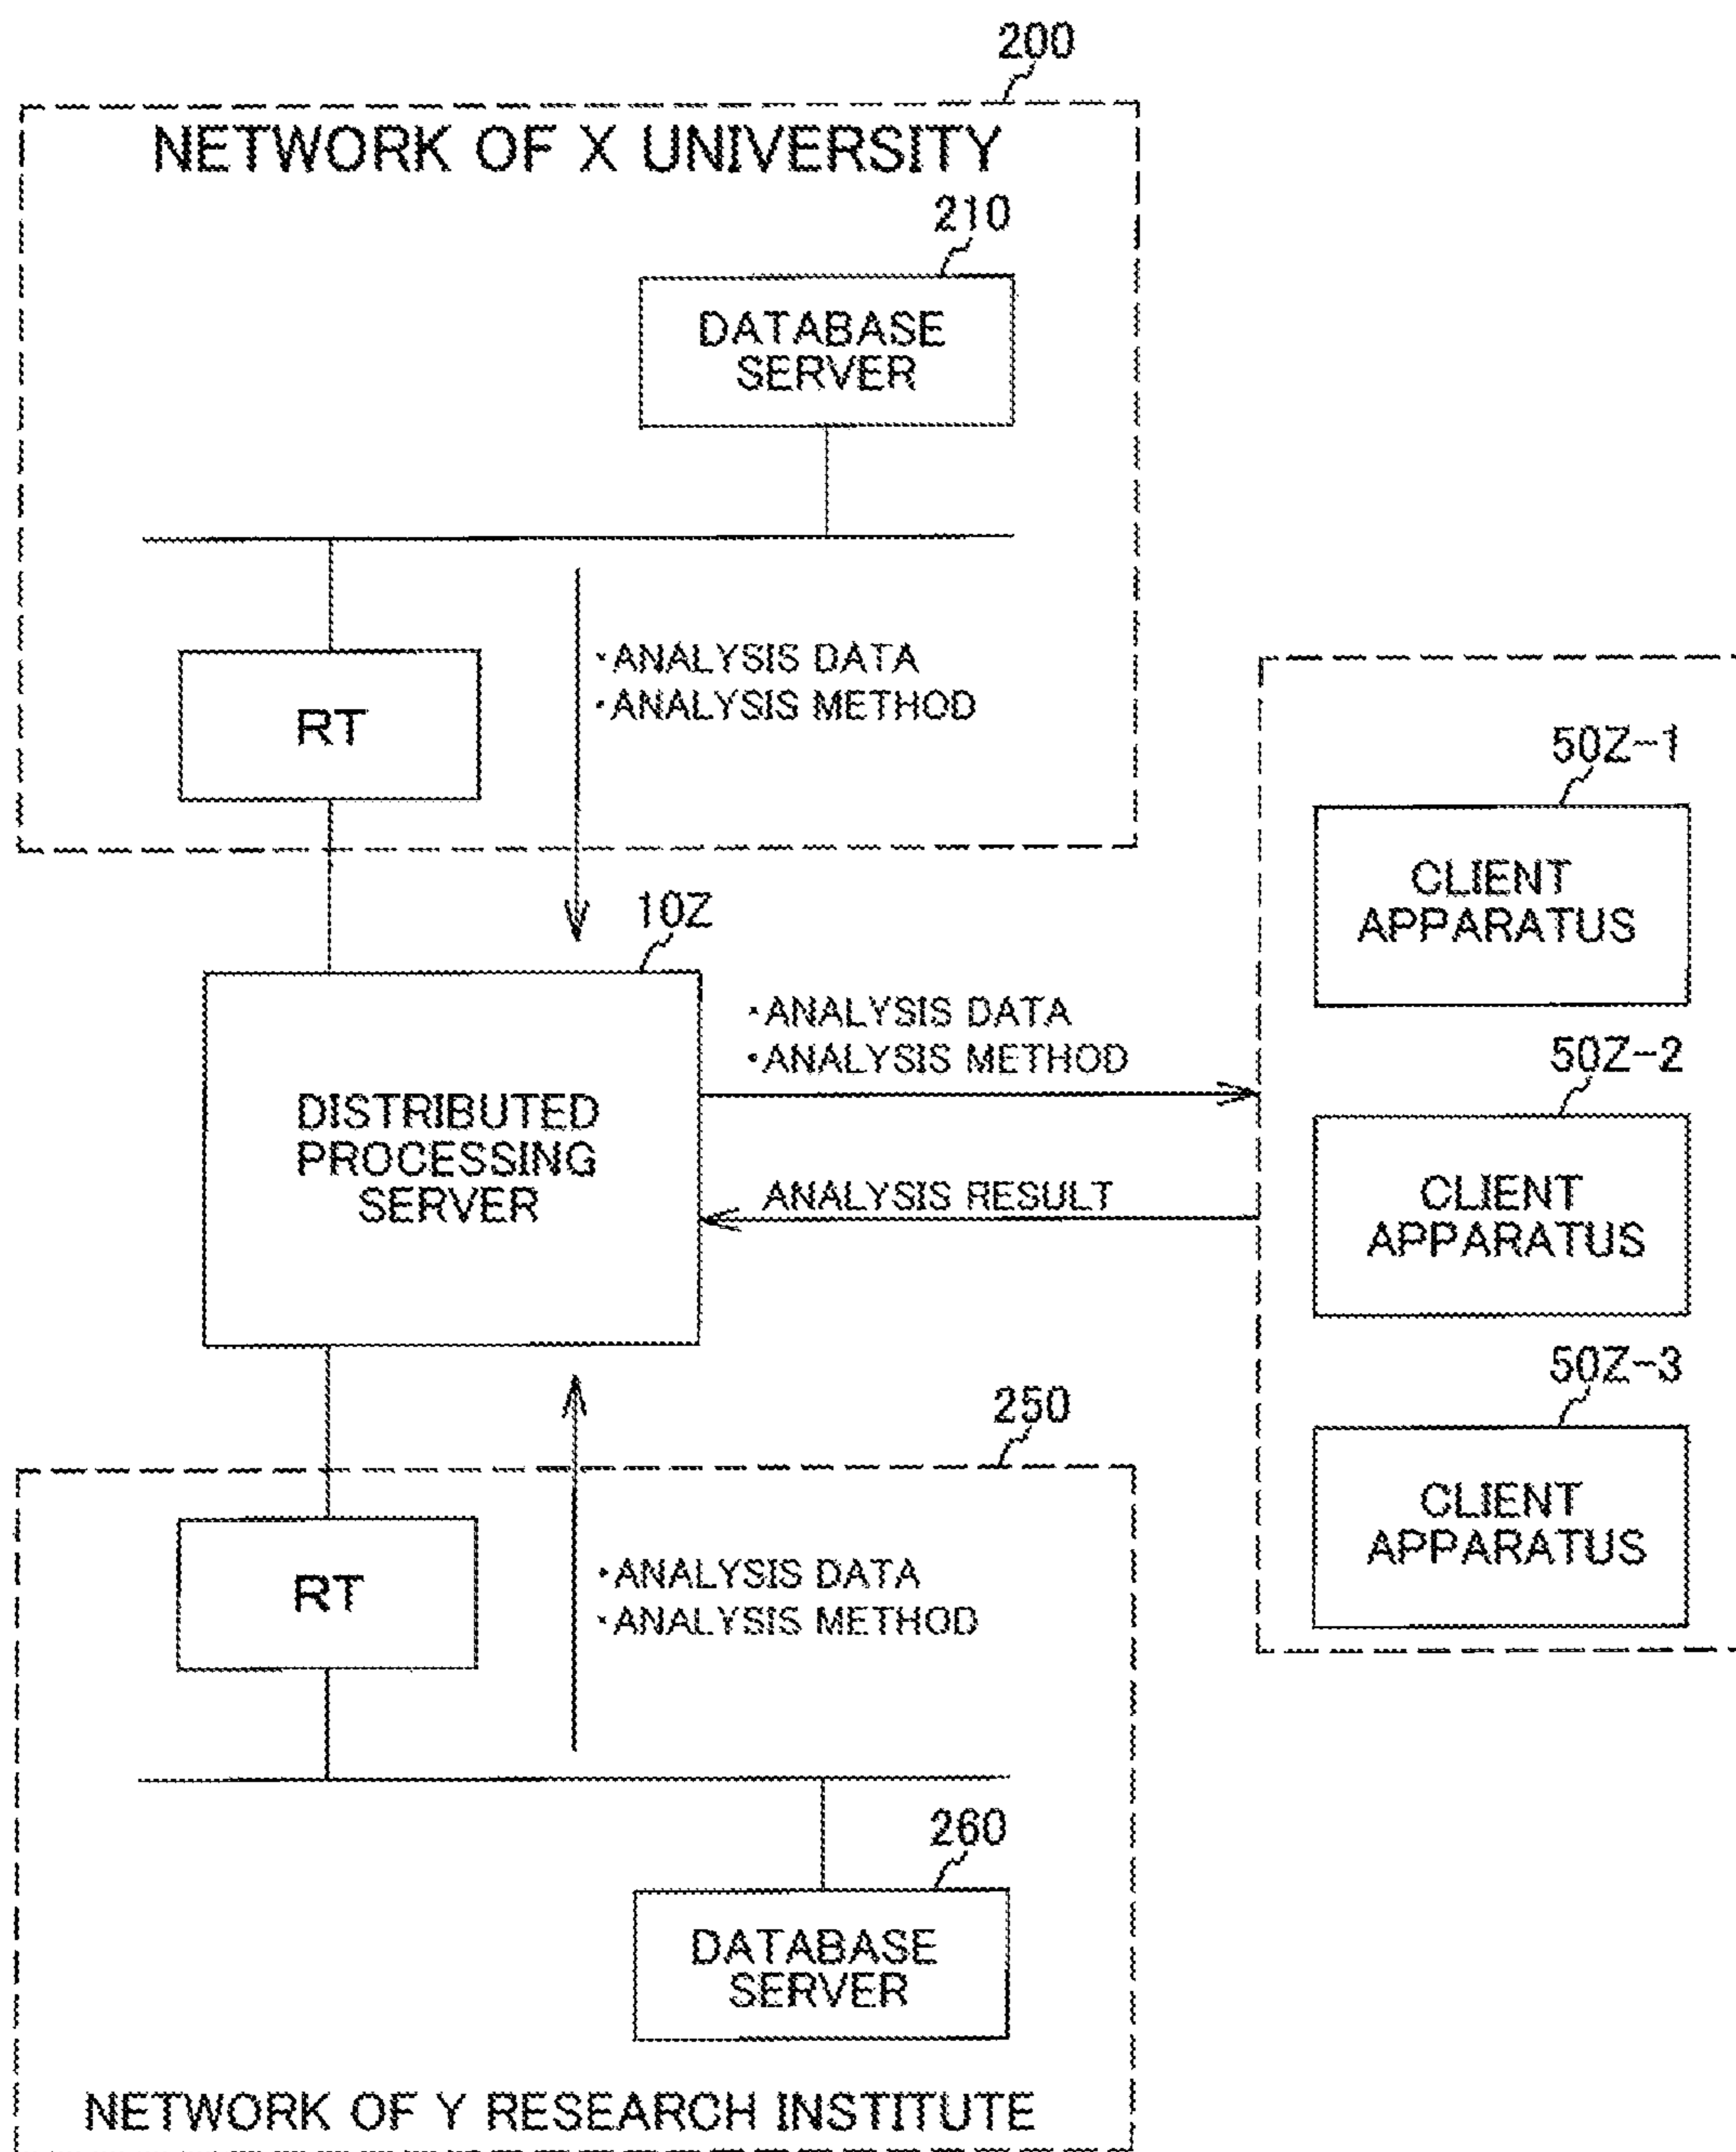 200
NETWORK OF X UNIVERSITY
210
DATABASE
SERVER
RT
・ANALYSIS DATA
・ANALYSIS METHOD
10Z
DISTRIBUTED
PROCESSING
SERVER
・ANALYSIS DATA
・ANALYSIS METHOD
ANALYSIS RESULT
50Z-1
CLIENT
APPARATUS
50Z-2
CLIENT
APPARATUS
50Z-3
CLIENT
APPARATUS
250
RT
・ANALYSIS DATA
・ANALYSIS METHOD
260
DATABASE
SERVER
NETWORK OF Y RESEARCH INSTITUTE